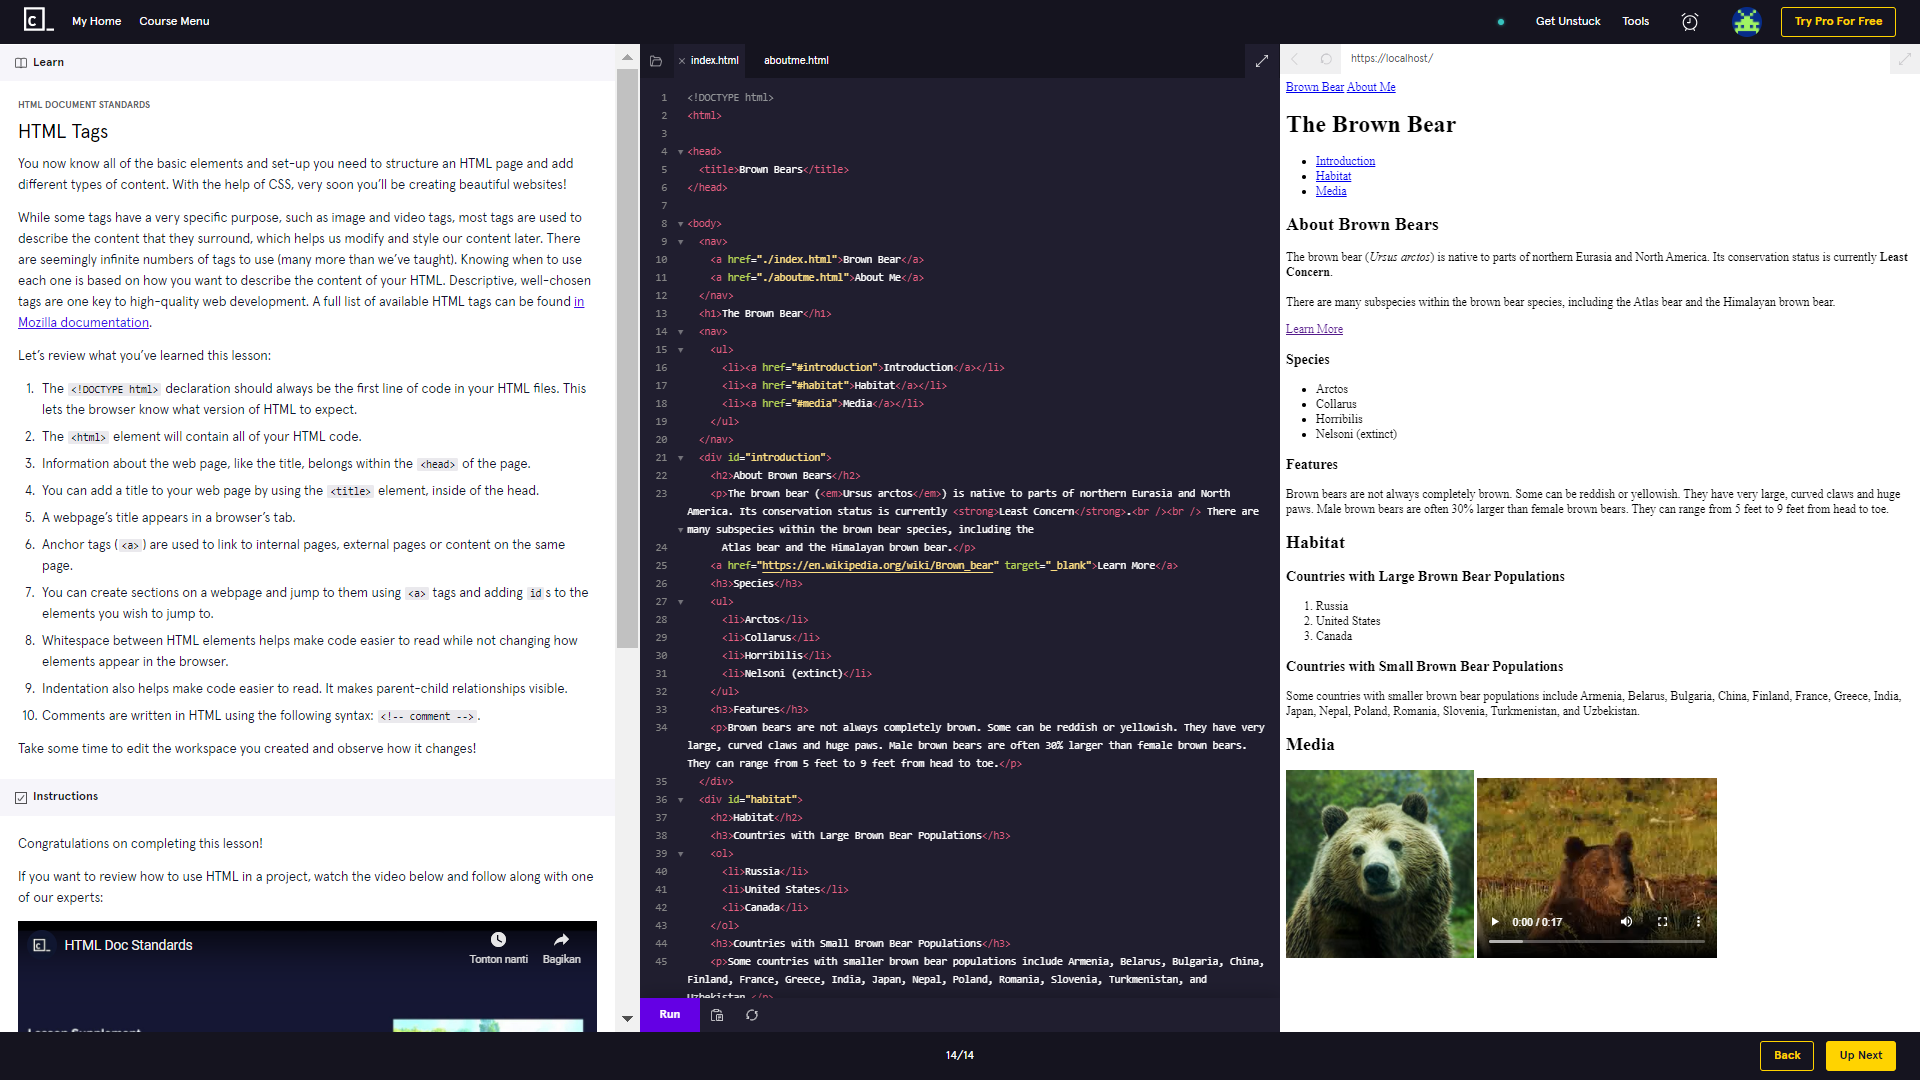 My Home
Course Menu
Get Unstuck
Tools
Try Pro For Free
Learn
HTML DOCUMENT STANDARDS
HTML Tags
You now know all of the basic elements and set-up you need to structure an HTML page and add
different types of content. With the help of CSS, very soon you’ll be creating beautiful websites!
While some tags have a very specific purpose, such as image and video tags, most tags are used to
describe the content that they surround, which helps us modify and style our content later. There
are seemingly infinite numbers of tags to use (many more than we’ve taught). Knowing when to use
each one is based on how you want to describe the content of your HTML. Descriptive, well-chosen
tags are one key to high-quality web development. A full list of available HTML tags can be found in
Mozilla documentation.
Let’s review what you’ve learned this lesson:
1. The <!DOCTYPE html> declaration should always be the first line of code in your HTML files. This
lets the browser know what version of HTML to expect.
2. The <html> element will contain all of your HTML code.
3. Information about the web page, like the title, belongs within the <head> of the page.
4. You can add a title to your web page by using the <title> element, inside of the head.
5. A webpage’s title appears in a browser’s tab.
6. Anchor tags (<a>) are used to link to internal pages, external pages or content on the same
page.
7. You can create sections on a webpage and jump to them using <a> tags and adding id s to the
elements you wish to jump to.
8. Whitespace between HTML elements helps make code easier to read while not changing how
elements appear in the browser.
9. Indentation also helps make code easier to read. It makes parent-child relationships visible.
10. Comments are written in HTML using the following syntax: <!-- comment -->.
Take some time to edit the workspace you created and observe how it changes!
Instructions
Congratulations on completing this lesson!
If you want to review how to use HTML in a project, watch the video below and follow along with one
of our experts:
HTML Doc Standards
Tonton nanti
Bagikan
index.html
aboutme.html
1 <!DOCTYPE html>
2 <html>
3
4 <head>
5 <title>Brown Bears</title>
6 </head>
7
8 <body>
9 <nav>
10 <a href="./index.html">Brown Bear</a>
11 <a href="./aboutme.html">About Me</a>
12 </nav>
13 <h1>The Brown Bear</h1>
14 <nav>
15 <ul>
16 <li><a href="#introduction">Introduction</a></li>
17 <li><a href="#habitat">Habitat</a></li>
18 <li><a href="#media">Media</a></li>
19 </ul>
20 </nav>
21 <div id="introduction">
22 <h2>About Brown Bears</h2>
23 <p>The brown bear (<em>Ursus arctos</em>) is native to parts of northern Eurasia and North
America. Its conservation status is currently <strong>Least Concern</strong>.<br /><br /> There are
many subspecies within the brown bear species, including the
24 Atlas bear and the Himalayan brown bear.</p>
25 <a href="https://en.wikipedia.org/wiki/Brown_bear" target="_blank">Learn More</a>
26 <h3>Species</h3>
27 <ul>
28 <li>Arctos</li>
29 <li>Collarus</li>
30 <li>Horribilis</li>
31 <li>Nelsoni (extinct)</li>
32 </ul>
33 <h3>Features</h3>
34 <p>Brown bears are not always completely brown. Some can be reddish or yellowish. They have very
large, curved claws and huge paws. Male brown bears are often 30% larger than female brown bears.
They can range from 5 feet to 9 feet from head to toe.</p>
35 </div>
36 <div id="habitat">
37 <h2>Habitat</h2>
38 <h3>Countries with Large Brown Bear Populations</h3>
39 <ol>
40 <li>Russia</li>
41 <li>United States</li>
42 <li>Canada</li>
43 </ol>
44 <h3>Countries with Small Brown Bear Populations</h3>
45 <p>Some countries with smaller brown bear populations include Armenia, Belarus, Bulgaria, China,
Finland, France, Greece, India, Japan, Nepal, Poland, Romania, Slovenia, Turkmenistan, and
Uzbekistan.</p>
Run
https://localhost/
Brown Bear About Me
The Brown Bear
Introduction
Habitat
Media
About Brown Bears
The brown bear (Ursus arctos) is native to parts of northern Eurasia and North America. Its conservation status is currently Least
Concern.
There are many subspecies within the brown bear species, including the Atlas bear and the Himalayan brown bear.
Learn More
Species
Arctos
Collarus
Horribilis
Nelsoni (extinct)
Features
Brown bears are not always completely brown. Some can be reddish or yellowish. They have very large, curved claws and huge
paws. Male brown bears are often 30% larger than female brown bears. They can range from 5 feet to 9 feet from head to toe.
Habitat
Countries with Large Brown Bear Populations
1. Russia
2. United States
3. Canada
Countries with Small Brown Bear Populations
Some countries with smaller brown bear populations include Armenia, Belarus, Bulgaria, China, Finland, France, Greece, India,
Japan, Nepal, Poland, Romania, Slovenia, Turkmenistan, and Uzbekistan.
Media
0:00 / 0:17
14/14
Back
Up Next